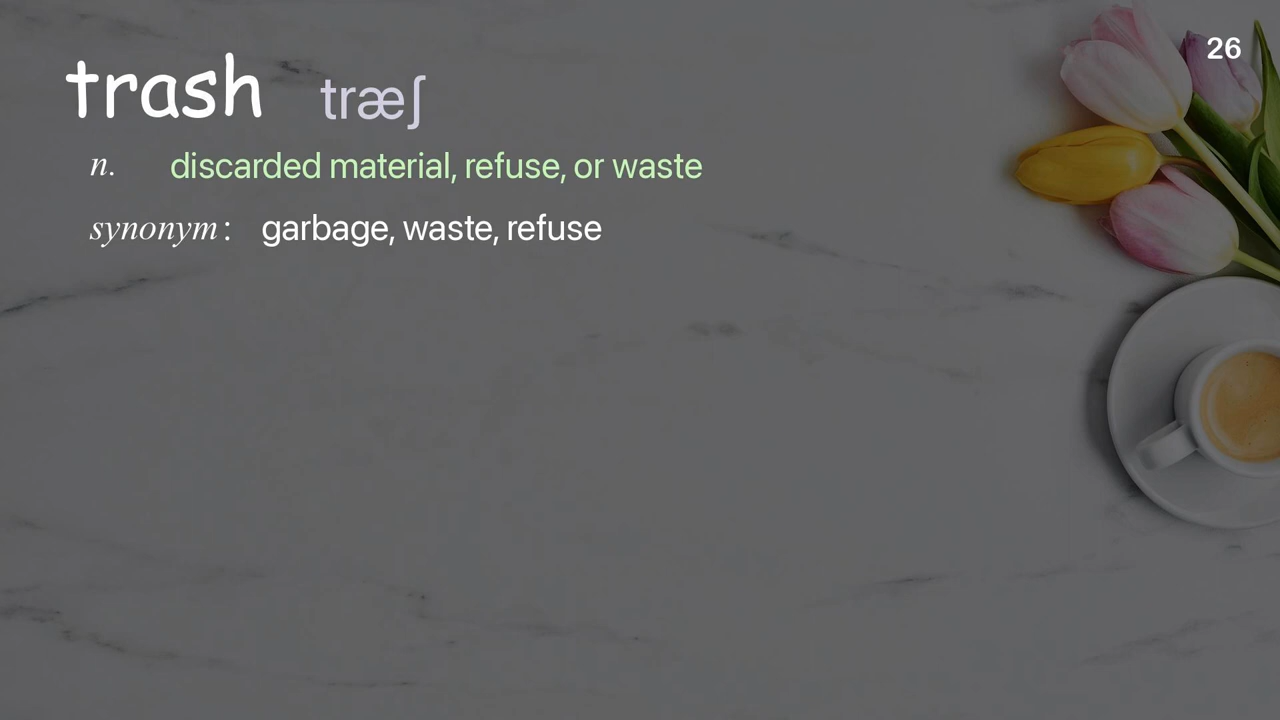 26
trash træʃ
n. discarded material, refuse, or waste
synonym: garbage, waste, refuse